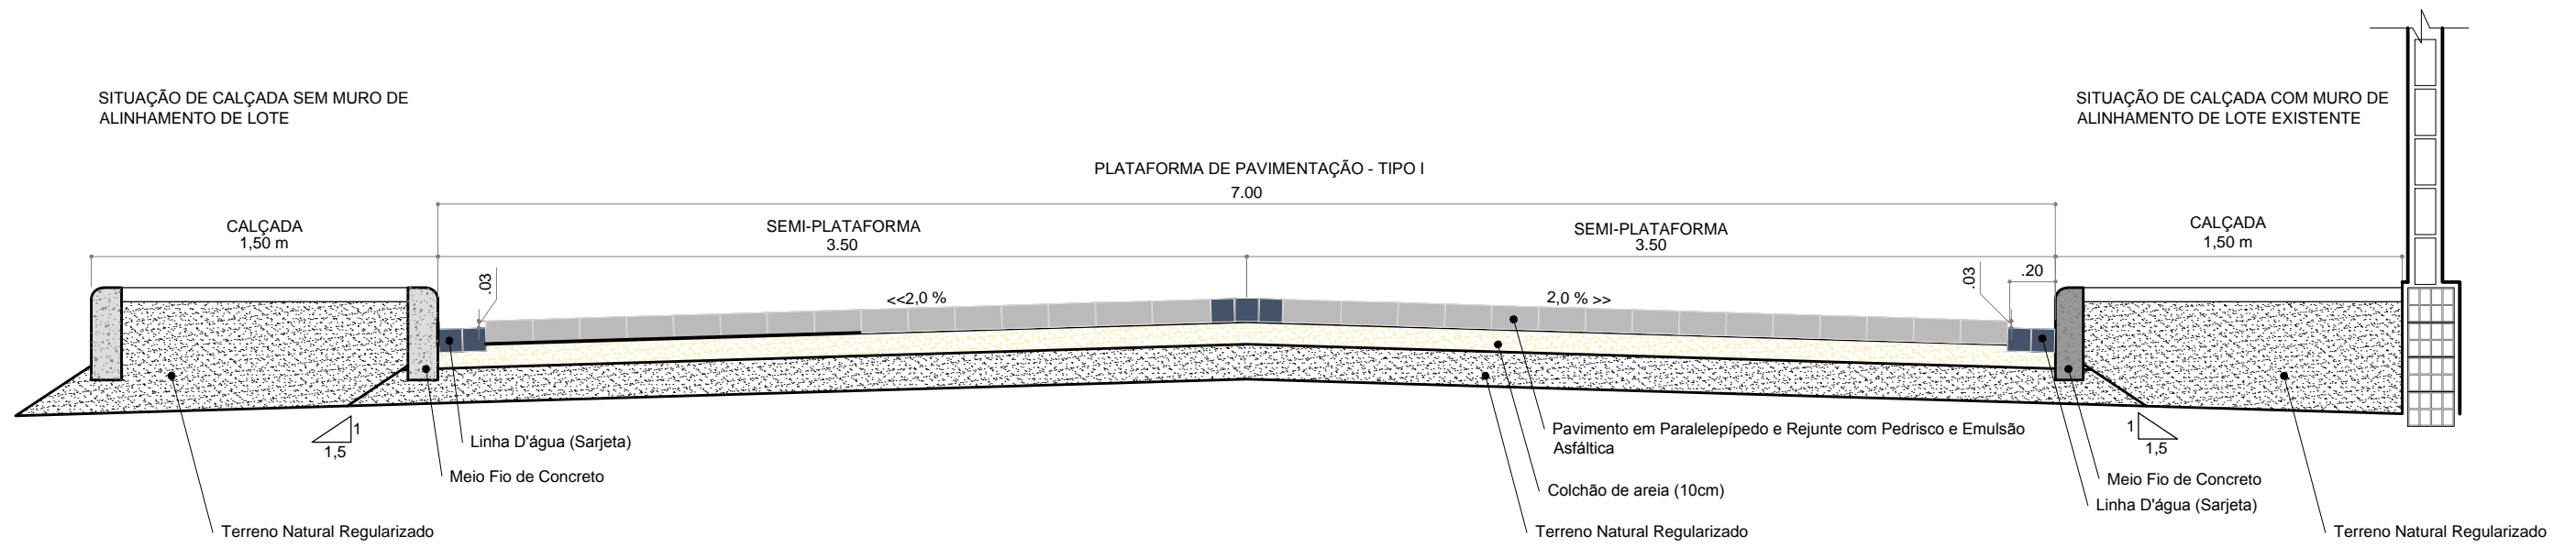 SITUAÇÃO DE CALÇADA SEM MURO DE
ALINHAMENTO DE LOTE
SITUAÇÃO DE CALÇADA COM MURO DE
ALINHAMENTO DE LOTE EXISTENTE
PLATAFORMA DE PAVIMENTAÇÃO - TIPO I
7.00
CALÇADA
1,50 m
SEMI-PLATAFORMA
3.50
SEMI-PLATAFORMA
3.50
CALÇADA
1,50 m
.03
<<2,0 %
2,0 % >>
.03
.20
1
1,5
Linha D'água (Sarjeta)
Meio Fio de Concreto
Terreno Natural Regularizado
Pavimento em Paralelepípedo e Rejunte com Pedrisco e Emulsão
Asfáltica
Colchão de areia (10cm)
Terreno Natural Regularizado
1
1,5
Meio Fio de Concreto
Linha D'água (Sarjeta)
Terreno Natural Regularizado